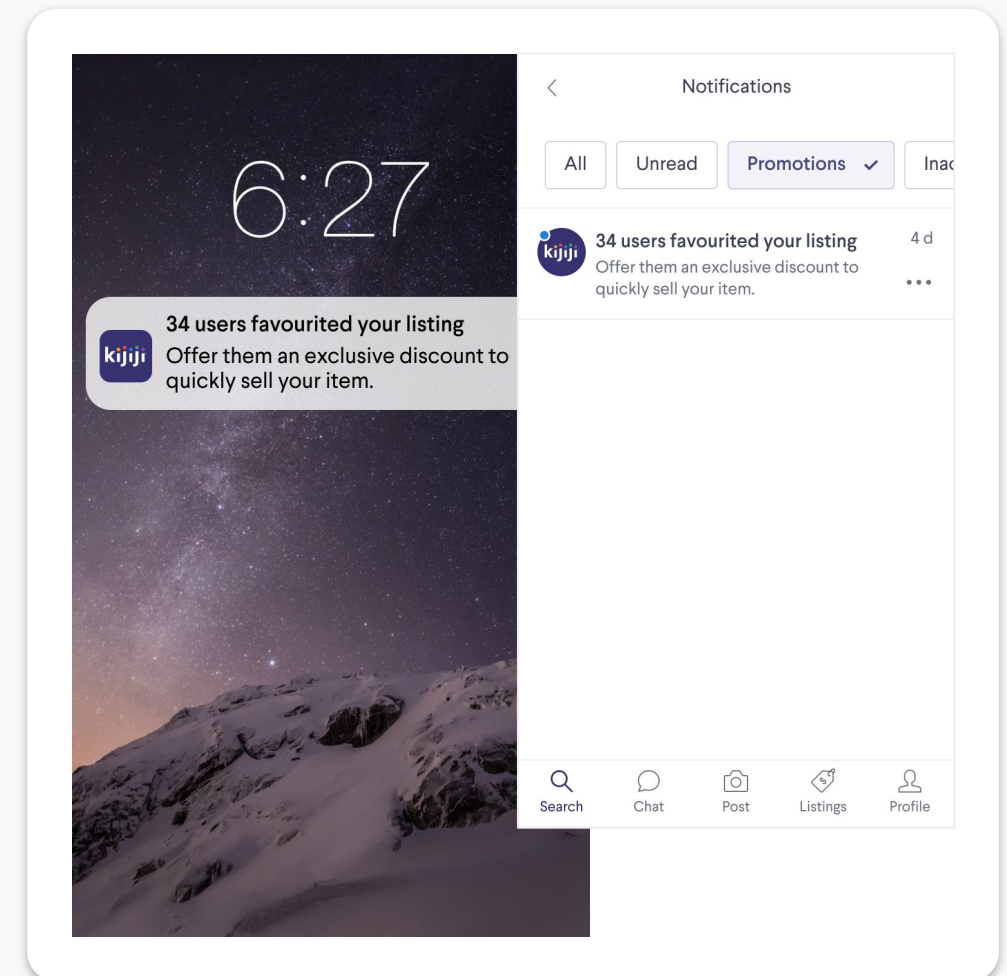 6:27
kijiji
34 users favourited your listing
Offer them an exclusive discount to
quickly sell your item.
Notifications
All
Unread
Promotions
Inac
kijiji
34 users favourited your listing
4 d
Offer them an exclusive discount to
quickly sell your item.
Search
Chat
Post
Listings
Profile